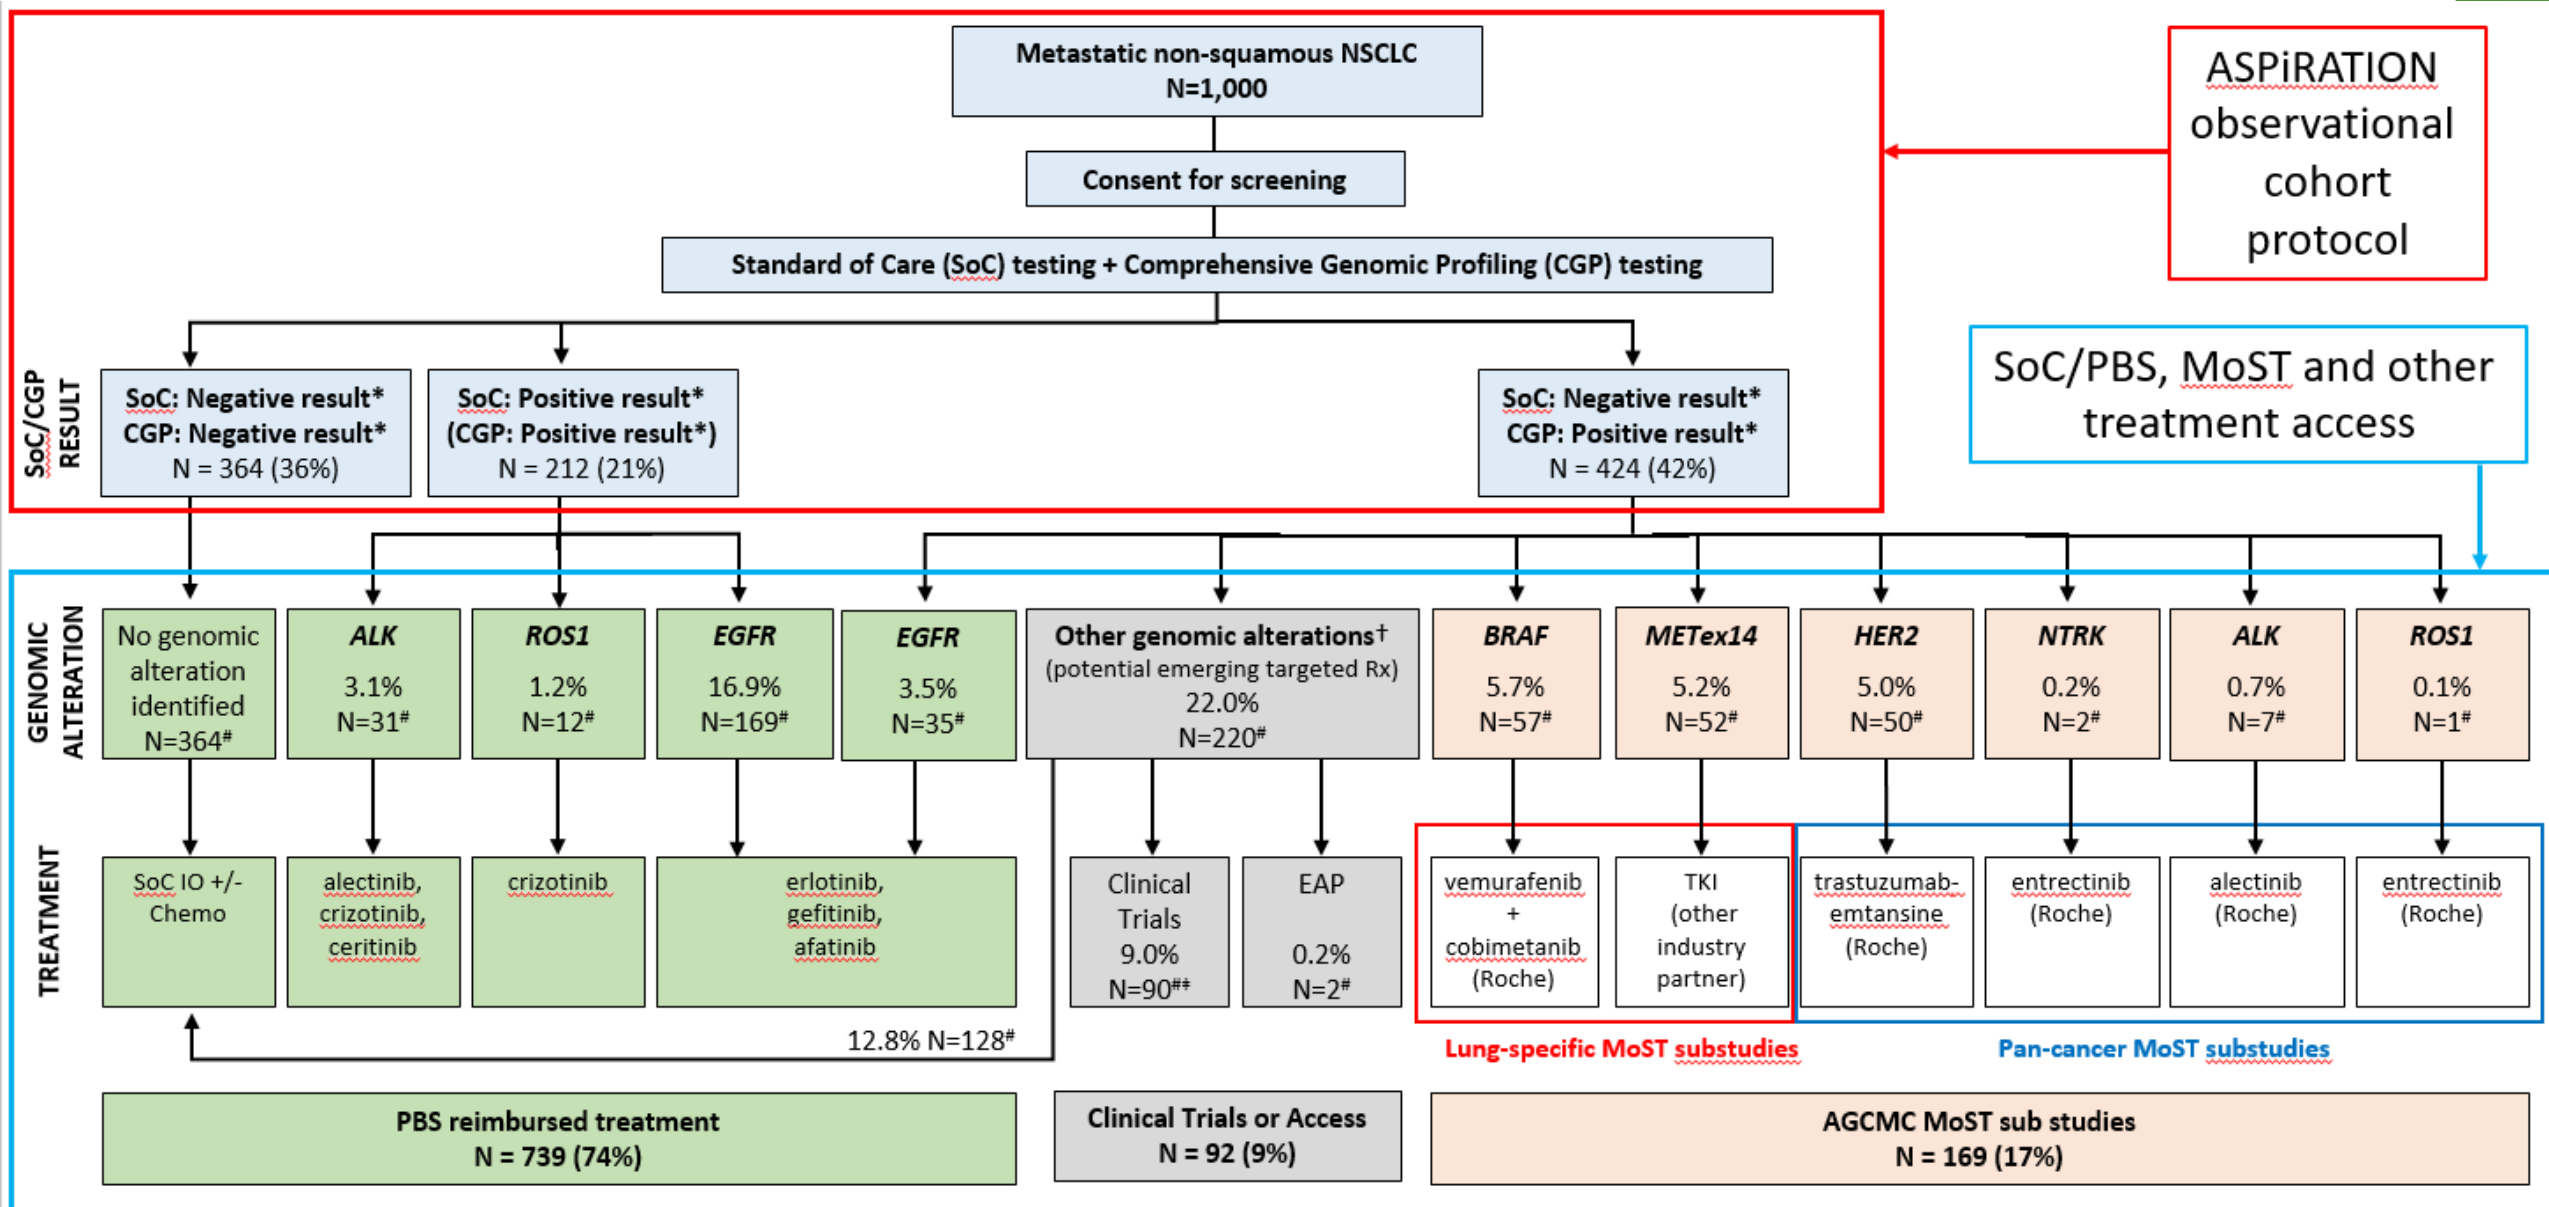 Metastatic non-squamous NSCLC
N=1,000
Consent for screening
Standard of Care (SoC) testing + Comprehensive Genomic Profiling (CGP) testing
ASPiRATION
observational
cohort
protocol
SoC/PBS, MoST and other
treatment access
SoC/CGP
RESULT
SoC: Negative result*
CGP: Negative result*
N = 364 (36%)
SoC: Positive result*
(CGP: Positive result*)
N = 212 (21%)
SoC: Negative result*
CGP: Positive result*
N = 424 (42%)
GENOMIC
ALTERATION
No genomic
alteration
identified
N=364#
ALK
3.1%
N=31#
ROS1
1.2%
N=12#
EGFR
16.9%
N=169#
EGFR
3.5%
N=35#
Other genomic alterations†
(potential emerging targeted Rx)
22.0%
N=220#
BRAF
5.7%
N=57#
METex14
5.2%
N=52#
HER2
5.0%
N=50#
NTRK
0.2%
N=2#
ALK
0.7%
N=7#
ROS1
0.1%
N=1#
TREATMENT
SoC IO +/-
Chemo
alectinib,
crizotinib,
ceritinib
crizotinib
erlotinib,
gefitinib,
afatinib
Clinical
Trials
9.0%
N=90#‡
EAP
0.2%
N=2#
vemurafenib
+
cobimetanib
(Roche)
TKI
(other
industry
partner)
trastuzumab-
emtansine
(Roche)
entrectinib
(Roche)
alectinib
(Roche)
entrectinib
(Roche)
12.8% N=128#
Lung-specific MoST substudies
Pan-cancer MoST substudies
PBS reimbursed treatment
N = 739 (74%)
Clinical Trials or Access
N = 92 (9%)
AGCMC MoST sub studies
N = 169 (17%)